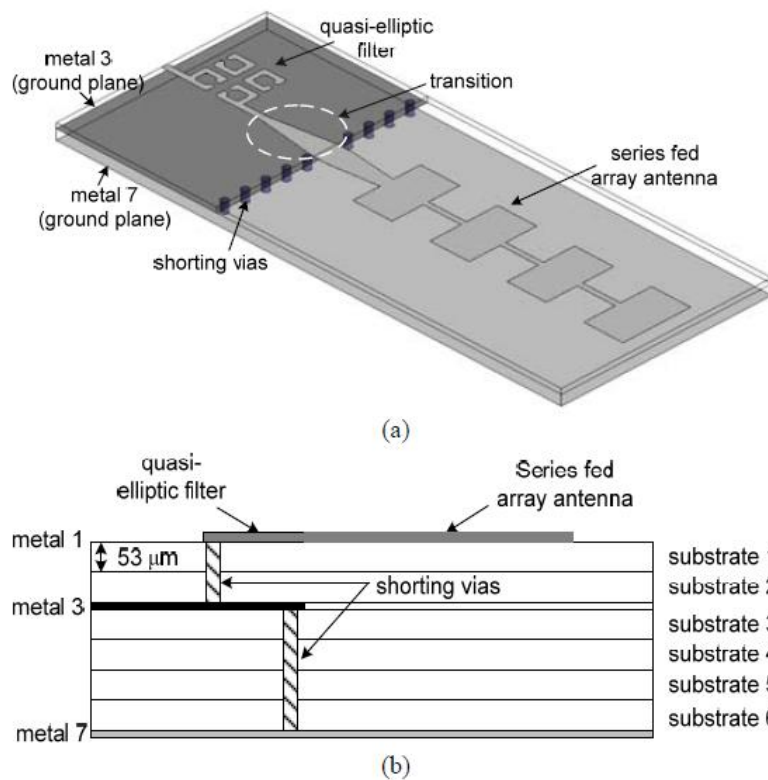 quasi-elliptic
filter
metal 3
(ground plane)
transition
series fed
array antenna
metal 7
(ground plane)
shorting vias
(a)
quasi-
elliptic filter
Series fed
array antenna
metal 1
53 μm
substrate 1
substrate 2
shorting vias
metal 3
substrate 3
substrate 4
substrate 5
substrate 6
metal 7
(b)